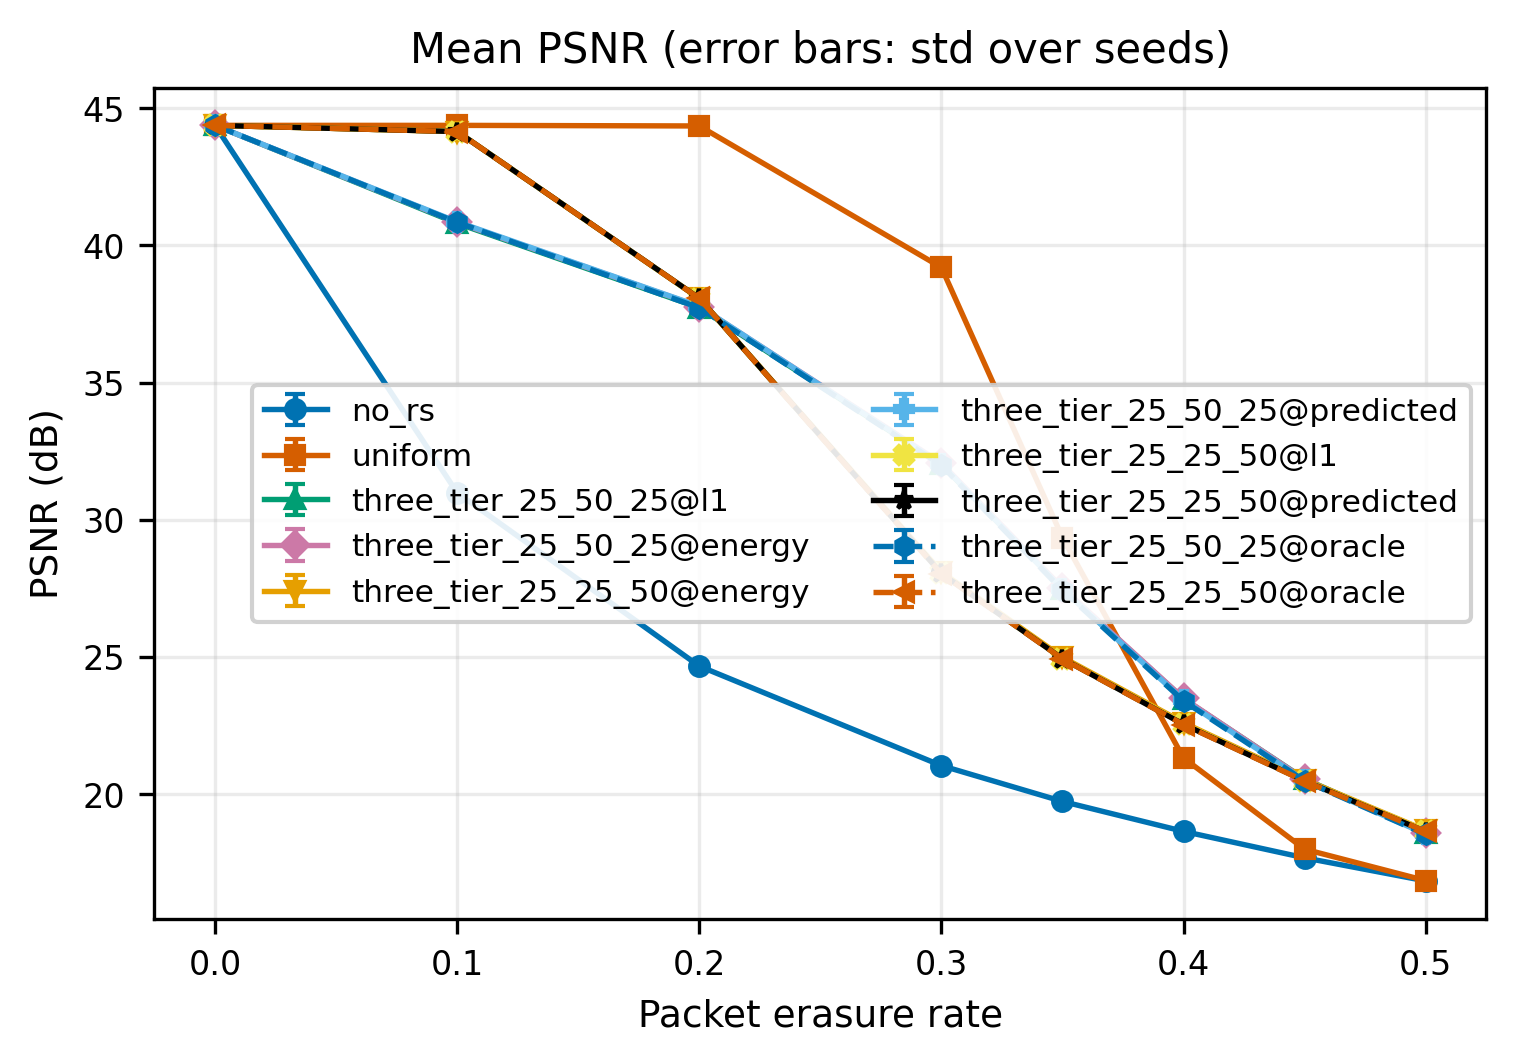 Mean PSNR (error bars: std over seeds)
PSNR (dB)
45
40
35
30
25
20
no_rs
uniform
three_tier_25_50_25@l1
three_tier_25_50_25@energy
three_tier_25_25_50@energy
three_tier_25_50_25@predicted
three_tier_25_25_50@l1
three_tier_25_25_50@predicted
three_tier_25_50_25@oracle
three_tier_25_25_50@oracle
0.0
0.1
0.2
0.3
0.4
0.5
Packet erasure rate